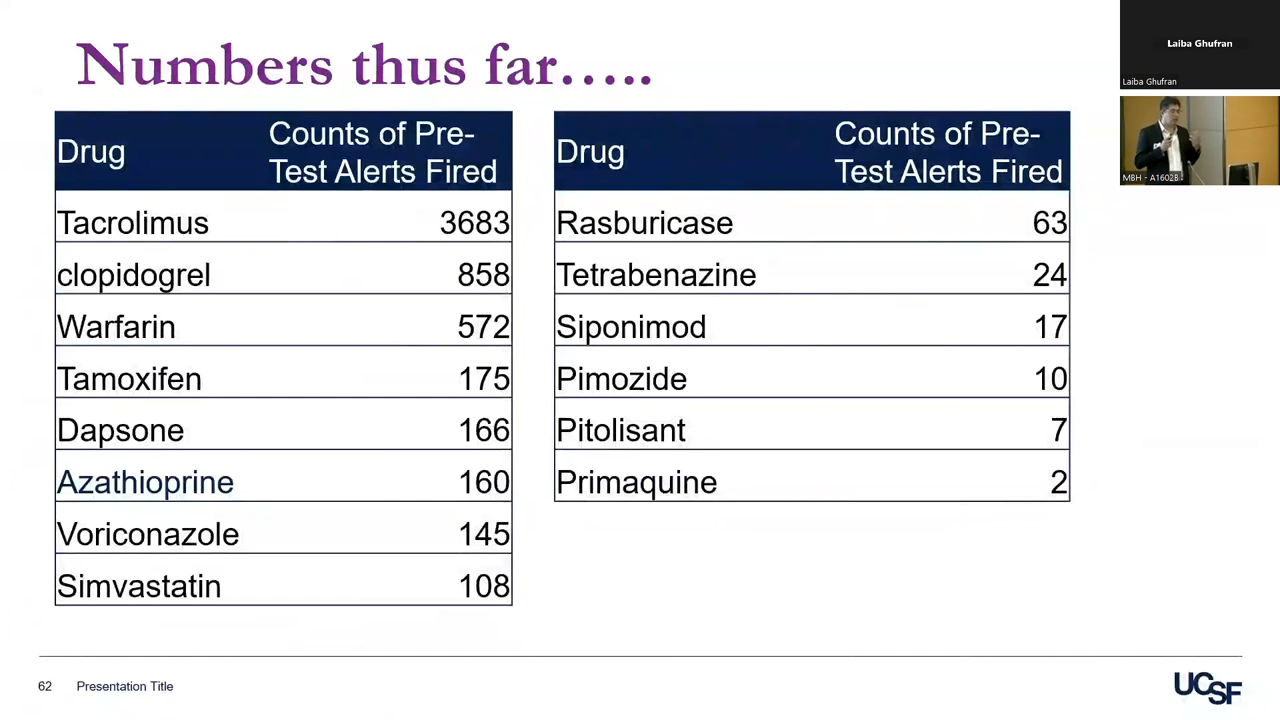 Numbers thus far.....
Drug
Counts of Pre-
Test Alerts Fired
Tacrolimus 3683
clopidogrel 858
Warfarin 572
Tamoxifen 175
Dapsone 166
Azathioprine 160
Voriconazole 145
Simvastatin 108
Drug
Counts of Pre-
Test Alerts Fired
Rasburicase 63
Tetrabenazine 24
Siponimod 17
Pimozide 10
Pitolisant 7
Primaquine 2
62 Presentation Title
UCSF
Laiba Ghufran
Laiba Ghufran
MBH - A1602B